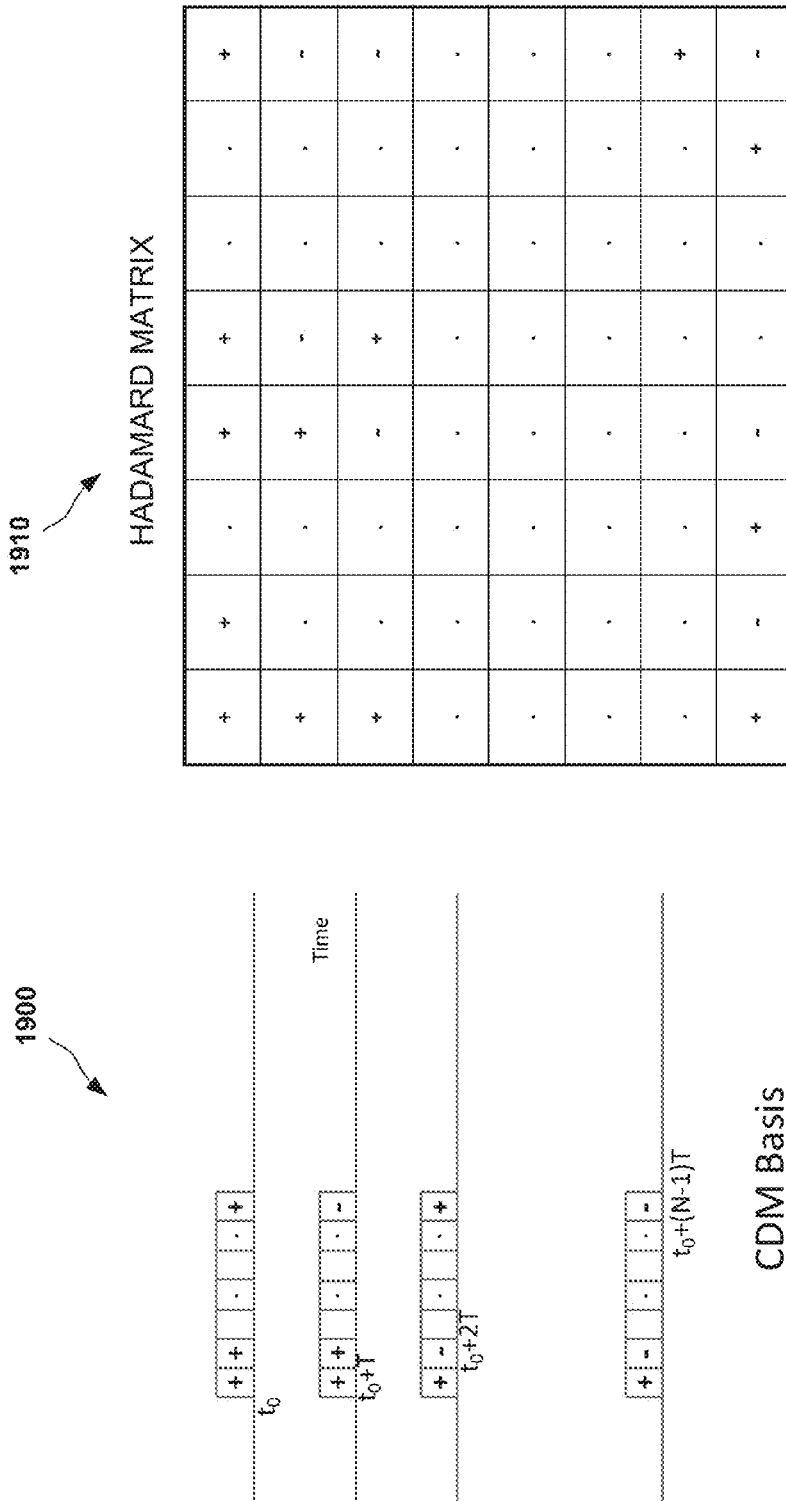 1900
+ + . . +
t₀
+ + . . -
t₀+T
Time
+ - . . +
t₀+2T
+ - . . -
t₀+(N-1)T
CDM Basis
1910
HADAMARD MATRIX
+ + . + + . . +
+ . . + - . . -
+ . . - + . . -
. . . . . . . .
. . . . . . . .
. . . . . . . .
. . . . . . . +
+ - + - . . + -